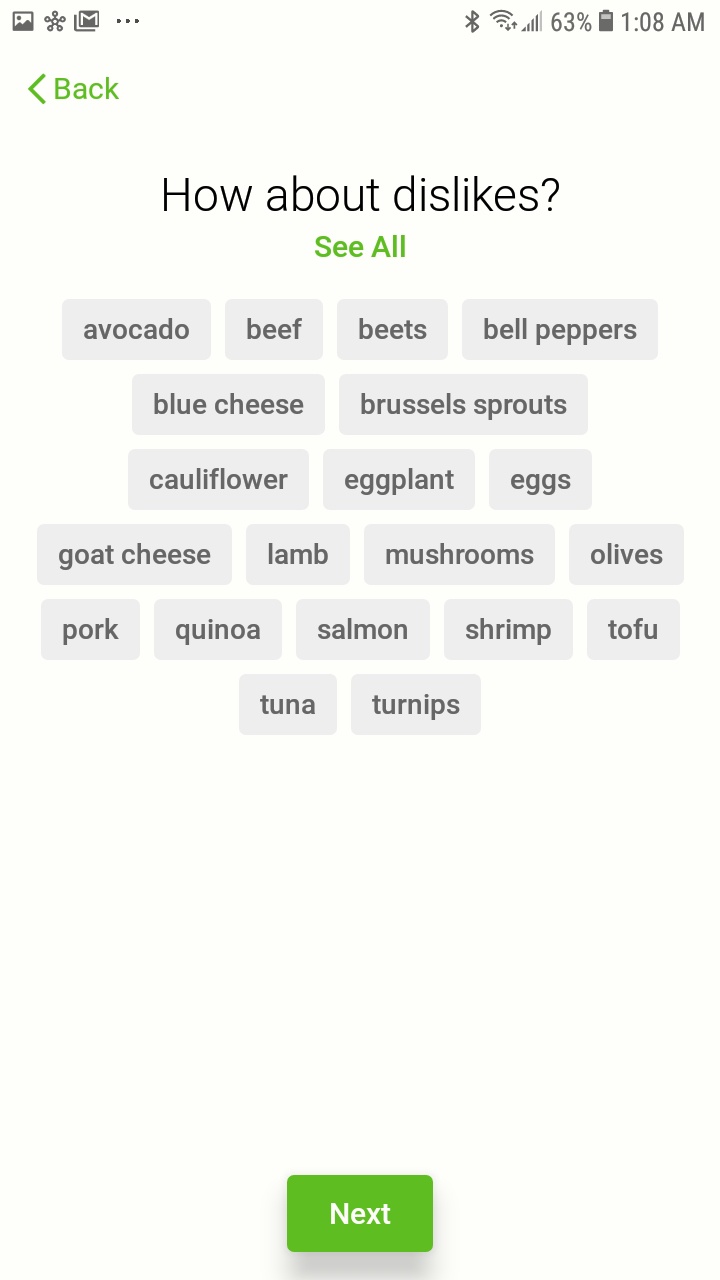 63% 1:08 AM
Back
How about dislikes?
See All
avocado beef beets bell peppers
blue cheese brussels sprouts
cauliflower eggplant eggs
goat cheese lamb mushrooms olives
pork quinoa salmon shrimp tofu
tuna turnips
Next